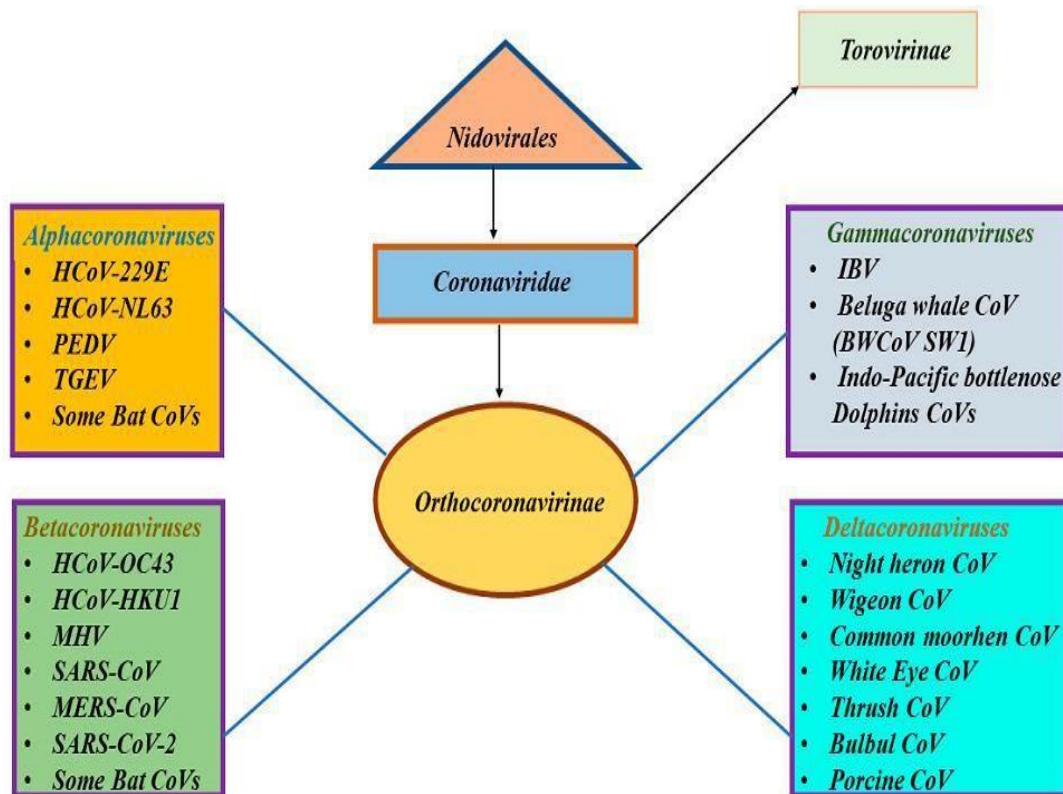 Torovirinae
Nidovirales
Coronaviridae
Orthocoronavirinae
Alphacoronaviruses
• HCoV-229E
• HCoV-NL63
• PEDV
• TGEV
• Some Bat CoVs
Betacoronaviruses
• HCoV-OC43
• HCoV-HKU1
• MHV
• SARS-CoV
• MERS-CoV
• SARS-CoV-2
• Some Bat CoVs
Gammacoronaviruses
• IBV
• Beluga whale CoV
(BWCoV SW1)
• Indo-Pacific bottlenose
Dolphins CoVs
Deltacoronaviruses
• Night heron CoV
• Wigeon CoV
• Common moorhen CoV
• White Eye CoV
• Thrush CoV
• Bulbul CoV
• Porcine CoV